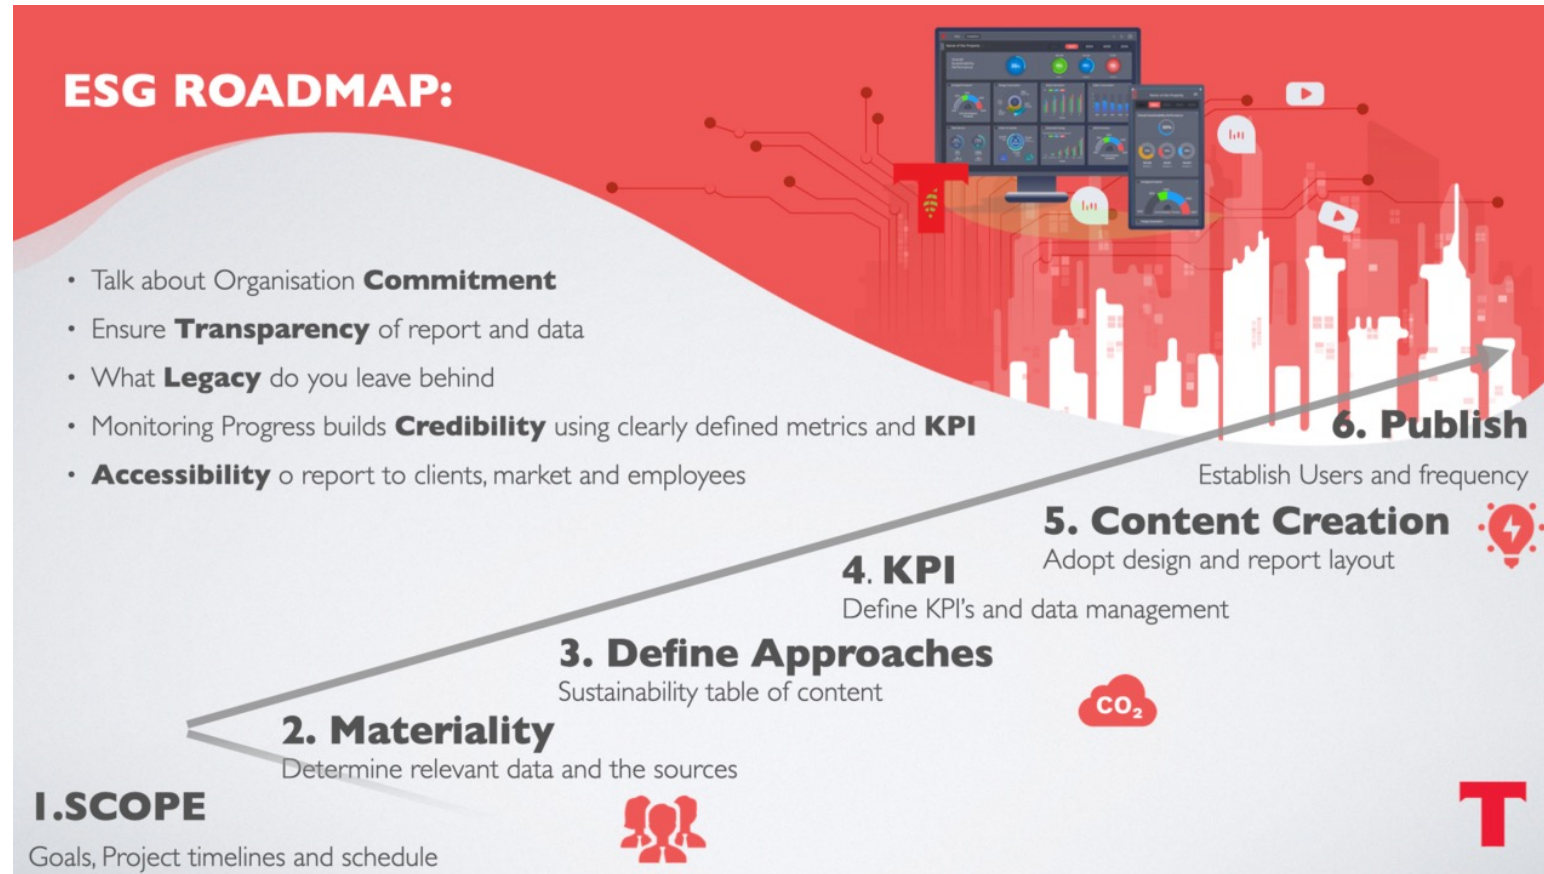 ESG ROADMAP:
• Talk about Organisation Commitment
• Ensure Transparency of report and data
• What Legacy do you leave behind
• Monitoring Progress builds Credibility using clearly defined metrics and KPI
• Accessibility o report to clients, market and employees
6. Publish
Establish Users and frequency
5. Content Creation
Adopt design and report layout
4. KPI
Define KPI's and data management
3. Define Approaches
Sustainability table of content
CO₂
2. Materiality
Determine relevant data and the sources
1.SCOPE
Goals, Project timelines and schedule
T